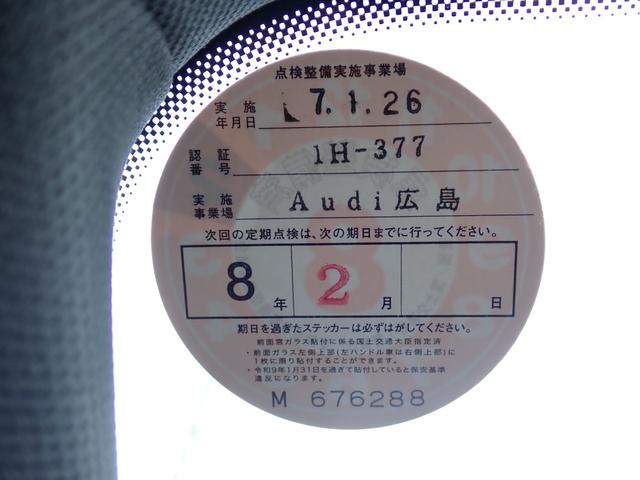 点検整備実施事業場
実施
年月日 7.1.26
認証
番号 1H-377
実施
事業場 Audi広島
次回の定期点検は、次の期日までに行ってください。
8年 2月 日
期日を過ぎたステッカーは必ずはがしてください。
前面窓ガラス貼付に係る国土交通大臣指定済
・前面ガラス左側上部(左ハンドル車は右側上部)に
1枚に限り貼付することができます。
・令和9年1月31日を過ぎて貼付していると保安基準
違反になります。
M 676288